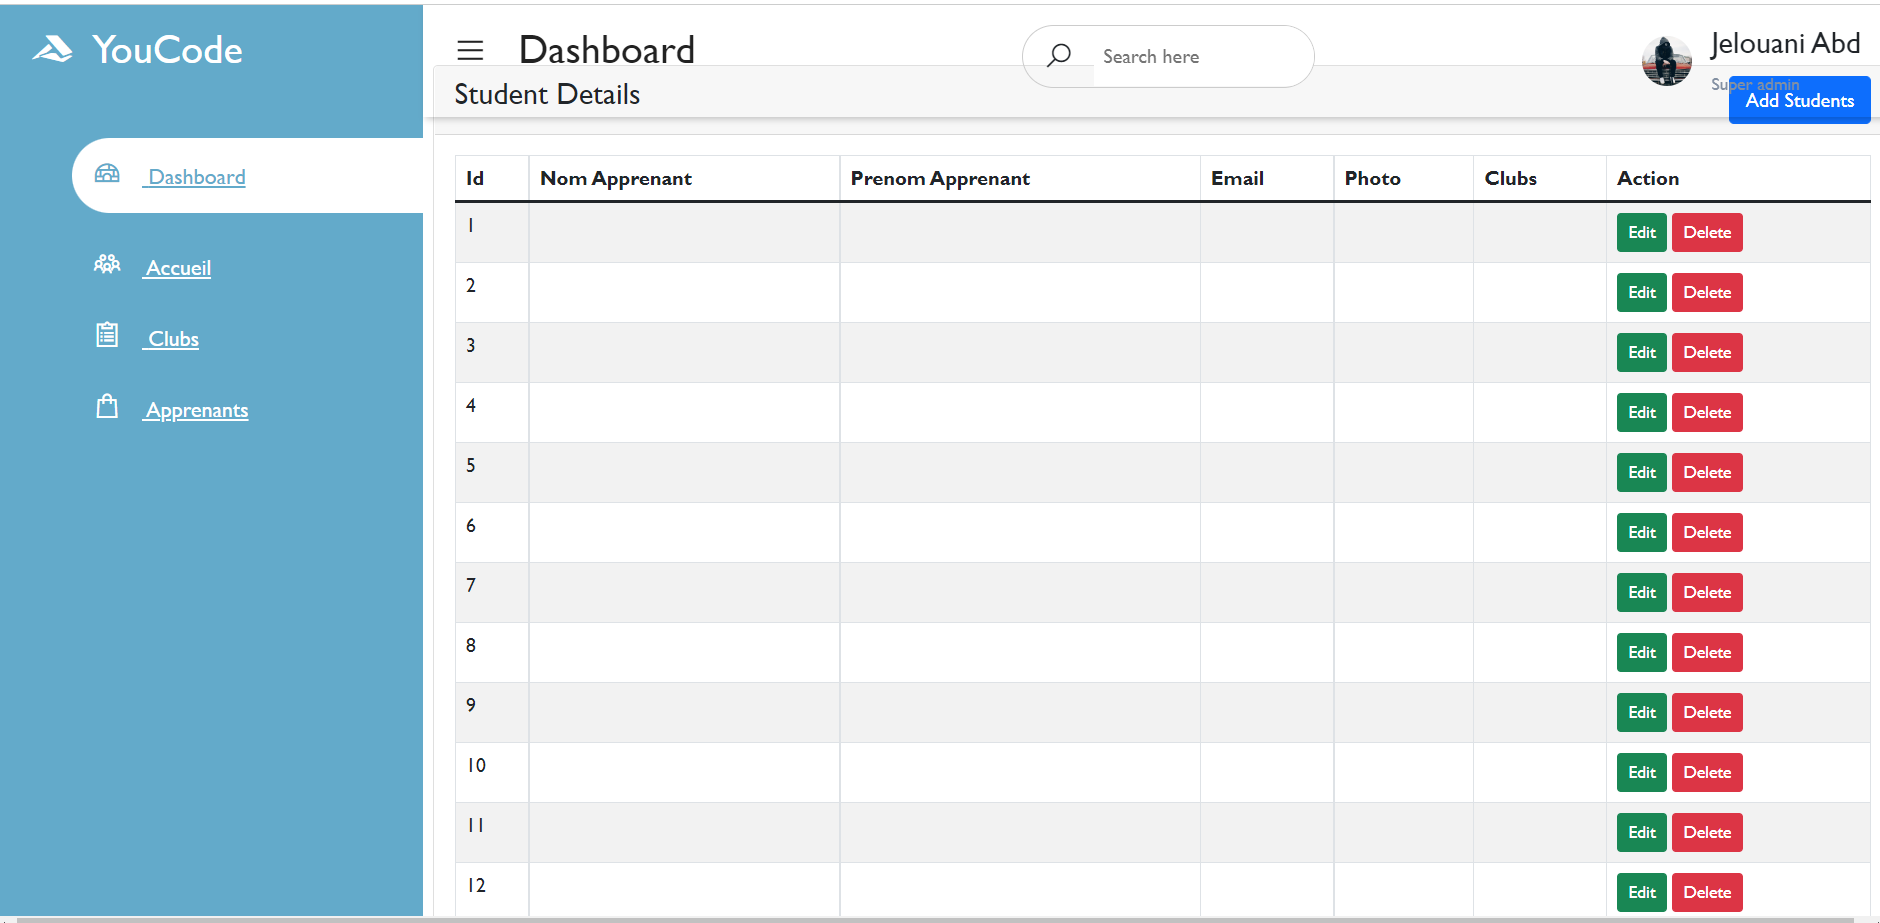 YouCode
Dashboard
Accueil
Clubs
Apprenants
Dashboard
Search here
Jelouani Abd
Super admin
Student Details
Add Students
Id Nom Apprenant Prenom Apprenant Email Photo Clubs Action
1 Edit Delete
2 Edit Delete
3 Edit Delete
4 Edit Delete
5 Edit Delete
6 Edit Delete
7 Edit Delete
8 Edit Delete
9 Edit Delete
10 Edit Delete
11 Edit Delete
12 Edit Delete